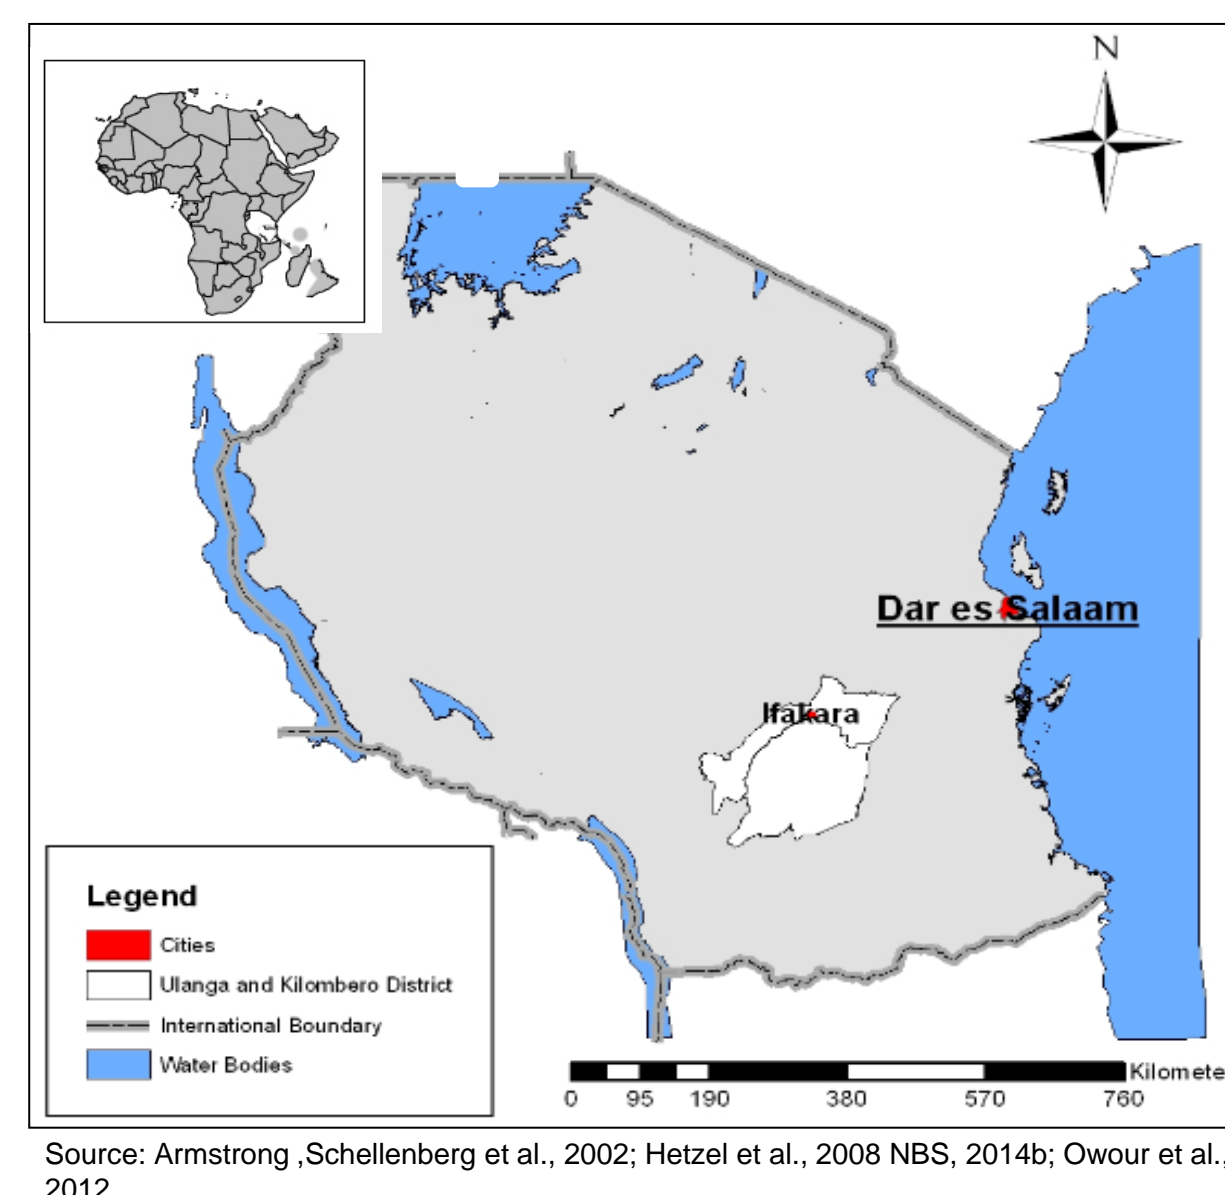 N
Dar es Salaam
Ifakara
Legend
Cities
Ulanga and Kilombero District
International Boundary
Water Bodies
Kilomete
0 95 190 380 570 760
Source: Armstrong ,Schellenberg et al., 2002; Hetzel et al., 2008 NBS, 2014b; Owour et al.,
2012